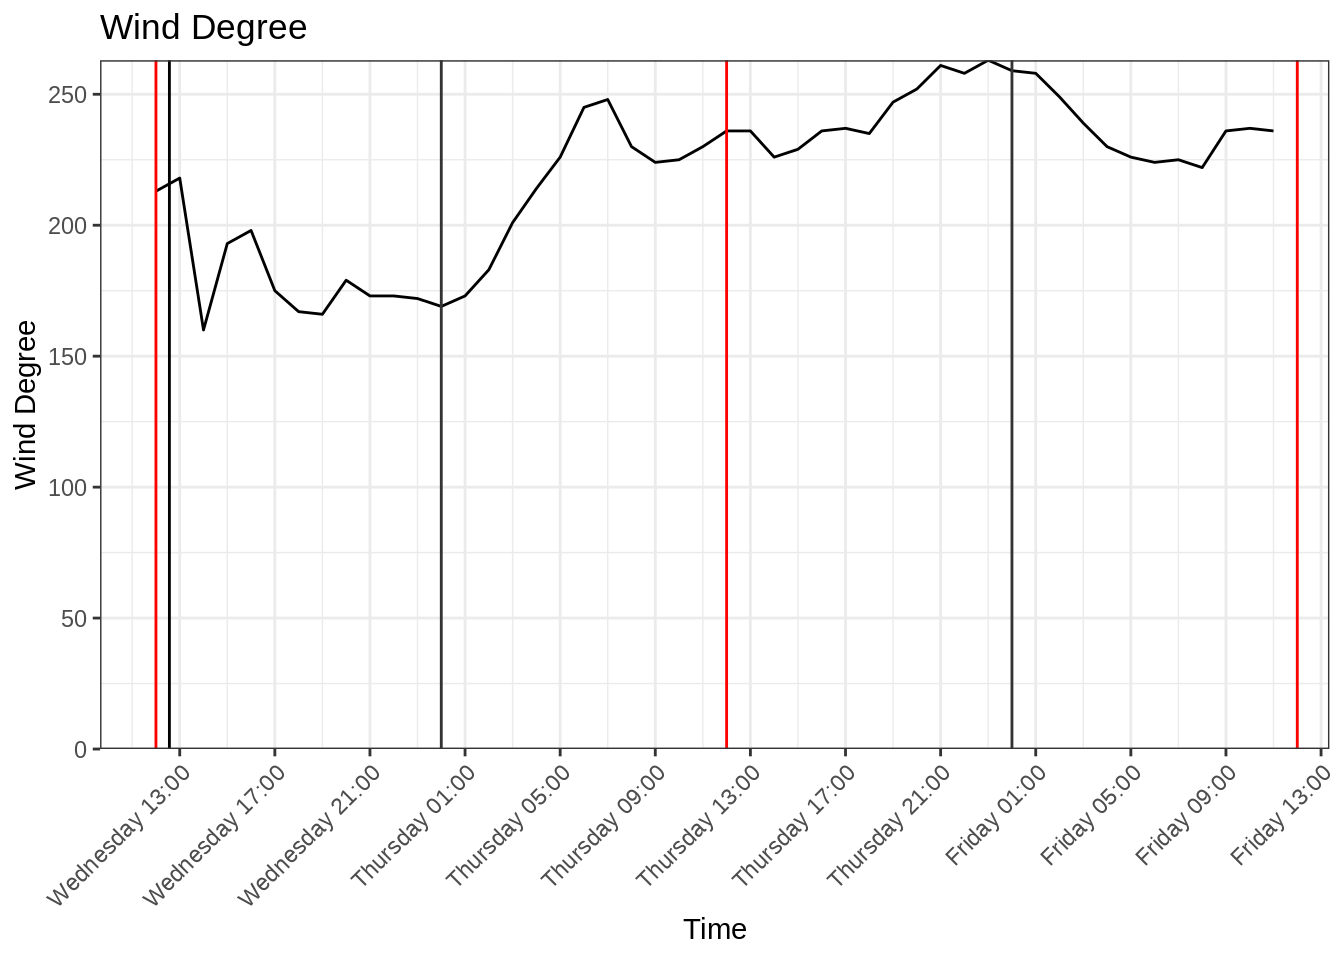 Wind Degree
Wind Degree
250
200
150
100
50
0
Wednesday 13:00
Wednesday 17:00
Wednesday 21:00
Thursday 01:00
Thursday 05:00
Thursday 09:00
Thursday 13:00
Thursday 17:00
Thursday 21:00
Friday 01:00
Friday 05:00
Friday 09:00
Friday 13:00
Time